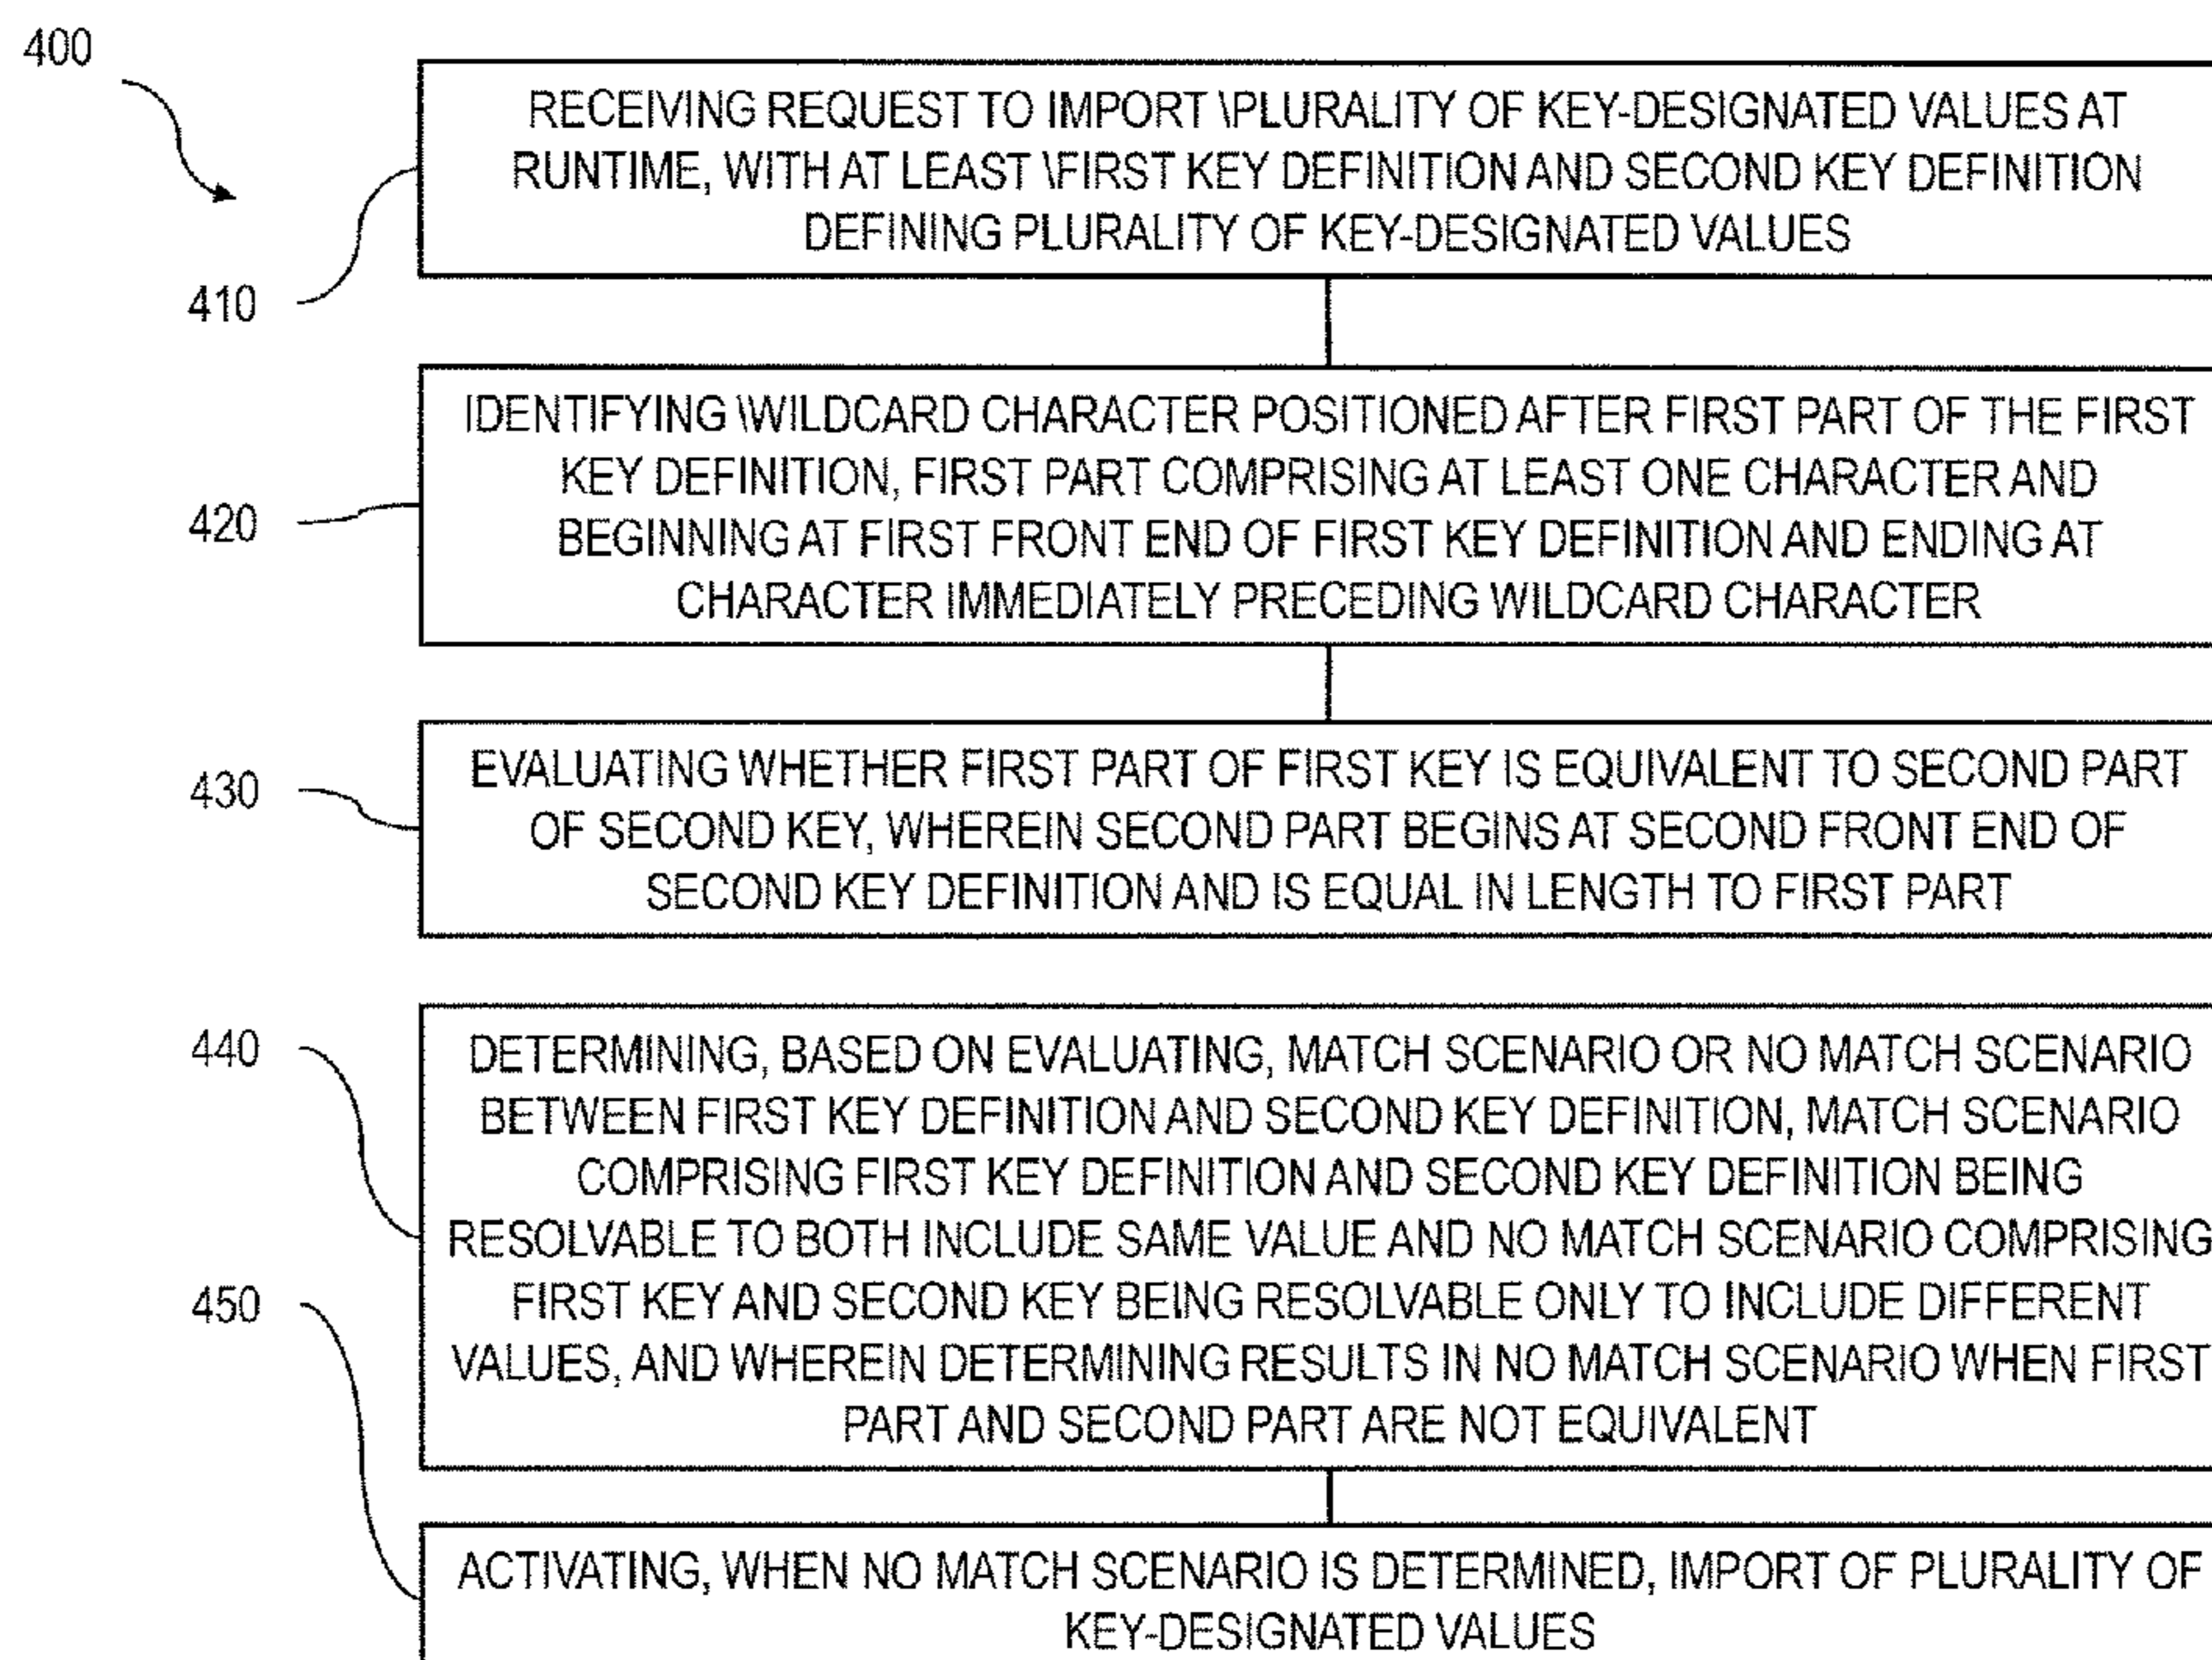 400
RECEIVING REQUEST TO IMPORT \PLURALITY OF KEY-DESIGNATED VALUES AT
RUNTIME, WITH AT LEAST \FIRST KEY DEFINITION AND SECOND KEY DEFINITION
DEFINING PLURALITY OF KEY-DESIGNATED VALUES
410
IDENTIFYING \WILDCARD CHARACTER POSITIONED AFTER FIRST PART OF THE FIRST
KEY DEFINITION, FIRST PART COMPRISING AT LEAST ONE CHARACTER AND
BEGINNING AT FIRST FRONT END OF FIRST KEY DEFINITION AND ENDING AT
CHARACTER IMMEDIATELY PRECEDING WILDCARD CHARACTER
420
EVALUATING WHETHER FIRST PART OF FIRST KEY IS EQUIVALENT TO SECOND PART
OF SECOND KEY, WHEREIN SECOND PART BEGINS AT SECOND FRONT END OF
SECOND KEY DEFINITION AND IS EQUAL IN LENGTH TO FIRST PART
430
DETERMINING, BASED ON EVALUATING, MATCH SCENARIO OR NO MATCH SCENARIO
BETWEEN FIRST KEY DEFINITION AND SECOND KEY DEFINITION, MATCH SCENARIO
COMPRISING FIRST KEY DEFINITION AND SECOND KEY DEFINITION BEING
RESOLVABLE TO BOTH INCLUDE SAME VALUE AND NO MATCH SCENARIO COMPRISING
FIRST KEY AND SECOND KEY BEING RESOLVABLE ONLY TO INCLUDE DIFFERENT
VALUES, AND WHEREIN DETERMINING RESULTS IN NO MATCH SCENARIO WHEN FIRST
PART AND SECOND PART ARE NOT EQUIVALENT
440
450
ACTIVATING, WHEN NO MATCH SCENARIO IS DETERMINED, IMPORT OF PLURALITY OF
KEY-DESIGNATED VALUES